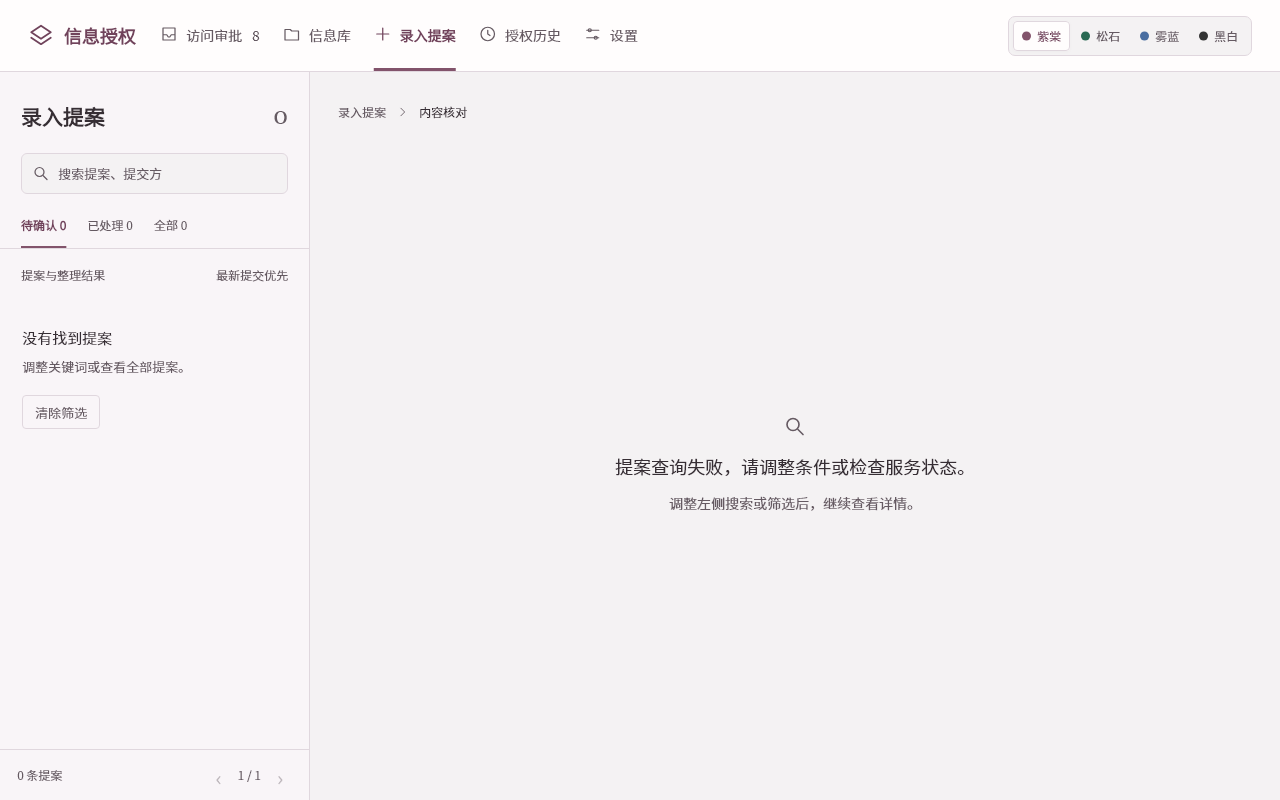 信息授权
访问审批 8
信息库
录入提案
授权历史
设置
紫棠
松石
雾蓝
黑白
录入提案 0
搜索提案、提交方
待确认 0
已处理 0
全部 0
提案与整理结果
最新提交优先
没有找到提案
调整关键词或查看全部提案。
清除筛选
0 条提案
‹ 1 / 1 ›
录入提案 > 内容核对
提案查询失败，请调整条件或检查服务状态。
调整左侧搜索或筛选后，继续查看详情。